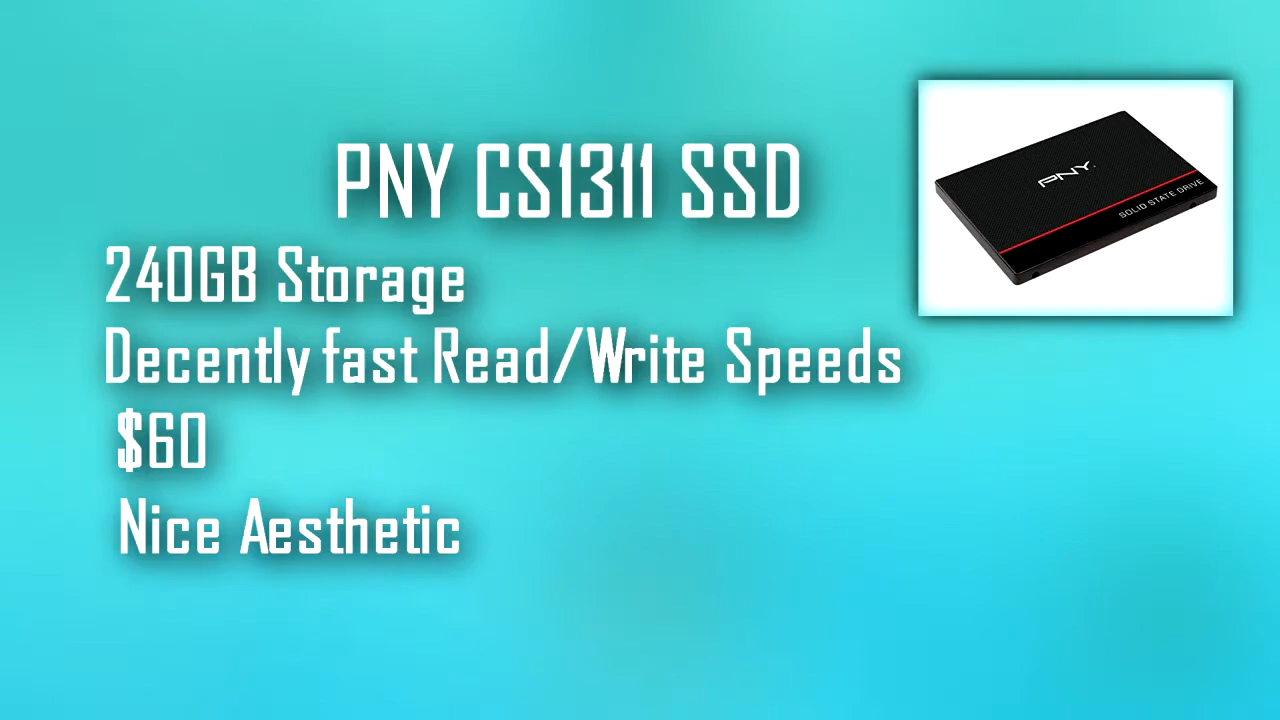 PNY CS1311 SSD
240GB Storage
Decently fast Read/Write Speeds
$60
Nice Aesthetic
PNY
SOLID STATE DRIVE